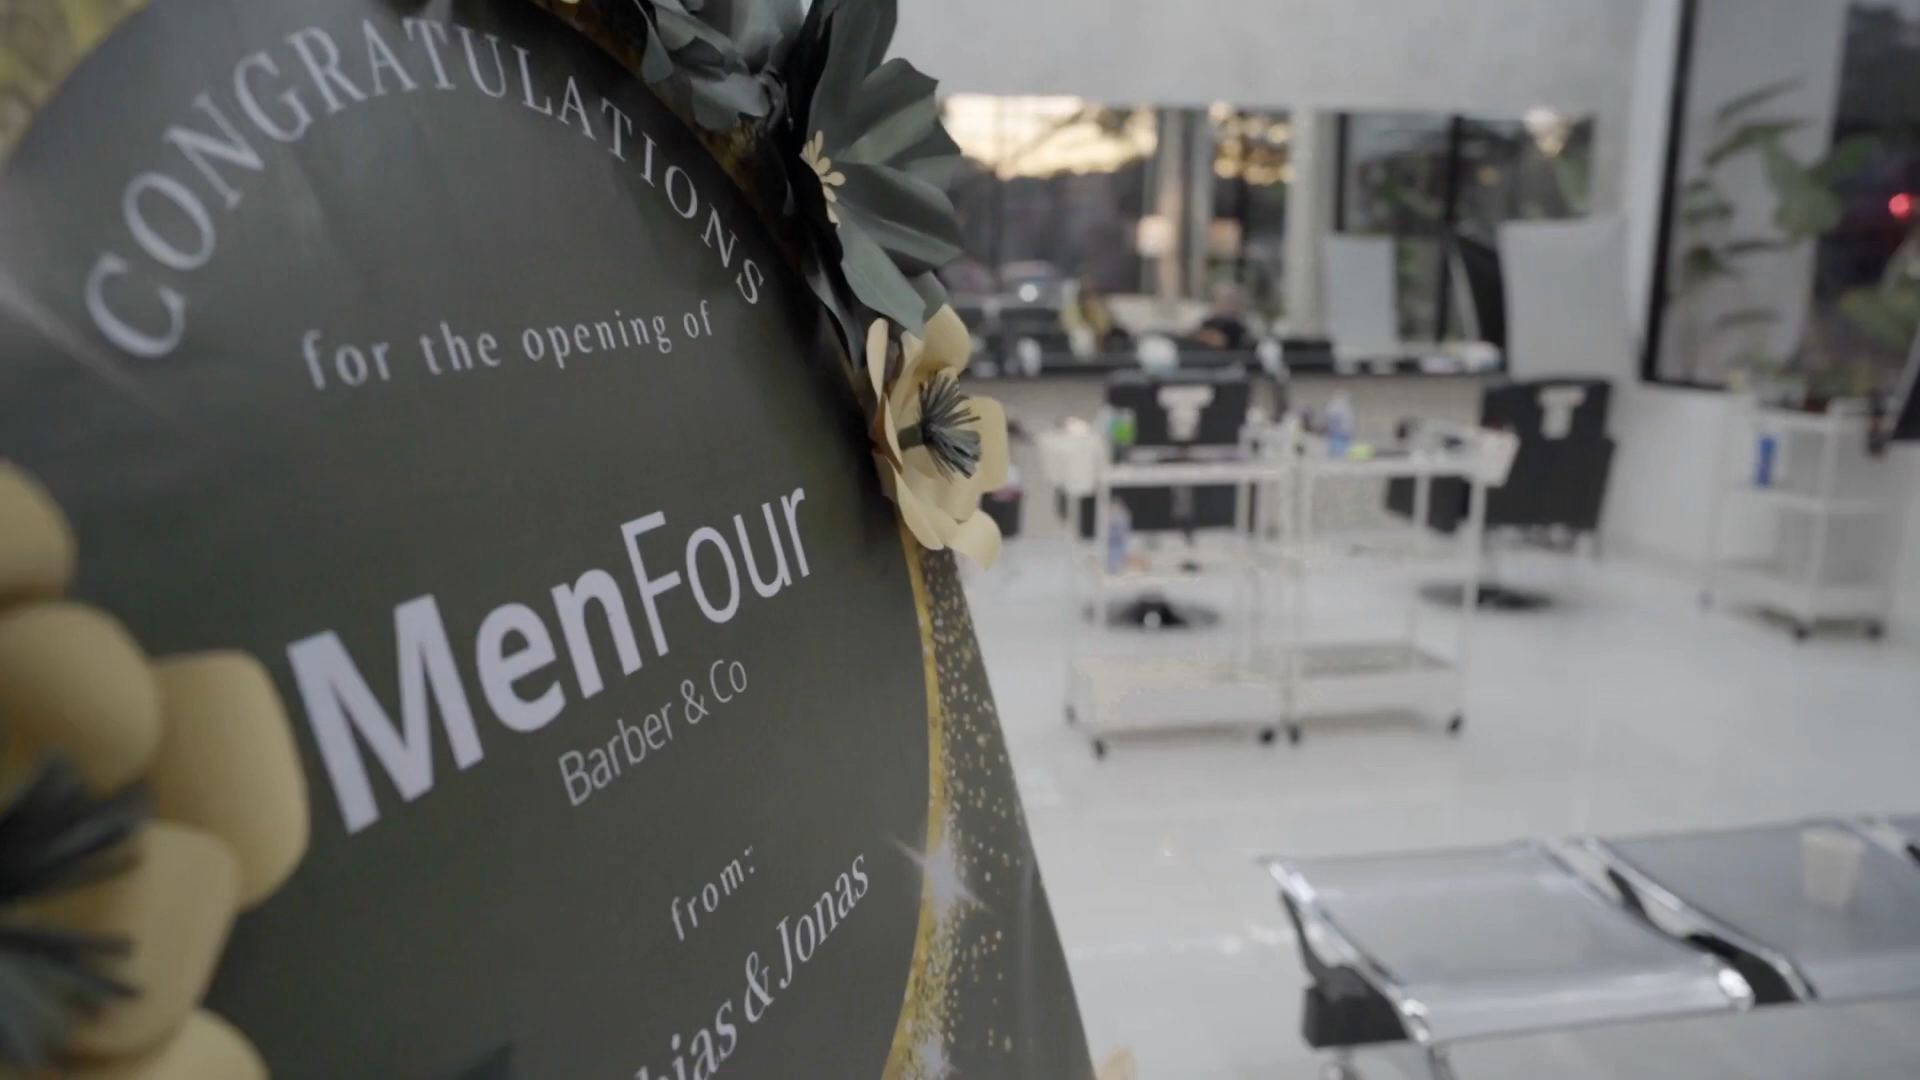 CONGRATULATIONS
for the opening of
MenFour
Barber & Co
from:
& Jonas